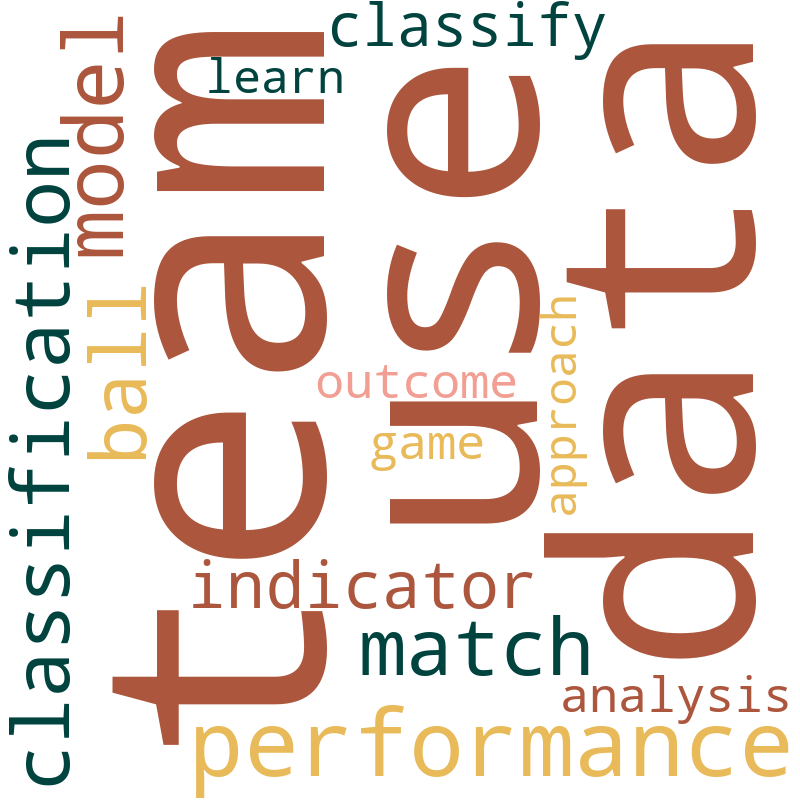 classify
learn
model
team
use
data
classification
ball
approach
outcome
game
indicator
match
analysis
performance